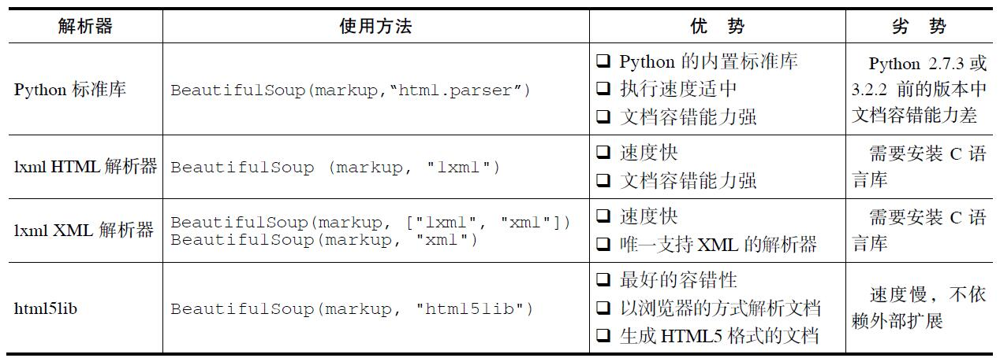 解析器 使用方法 优 势 劣 势
Python 标准库
BeautifulSoup(markup,“html.parser”)
❑ Python 的内置标准库
❑ 执行速度适中
❑ 文档容错能力强
Python 2.7.3 或
3.2.2 前的版本中
文档容错能力差
lxml HTML 解析器
BeautifulSoup (markup, "lxml")
❑ 速度快
❑ 文档容错能力强
需要安装 C 语
言库
lxml XML 解析器
BeautifulSoup(markup, ["lxml", "xml"])
BeautifulSoup(markup, "xml")
❑ 速度快
❑ 唯一支持 XML 的解析器
需要安装 C 语
言库
html5lib
BeautifulSoup(markup, "html5lib")
❑ 最好的容错性
❑ 以浏览器的方式解析文档
❑ 生成 HTML5 格式的文档
速度慢，不依
赖外部扩展